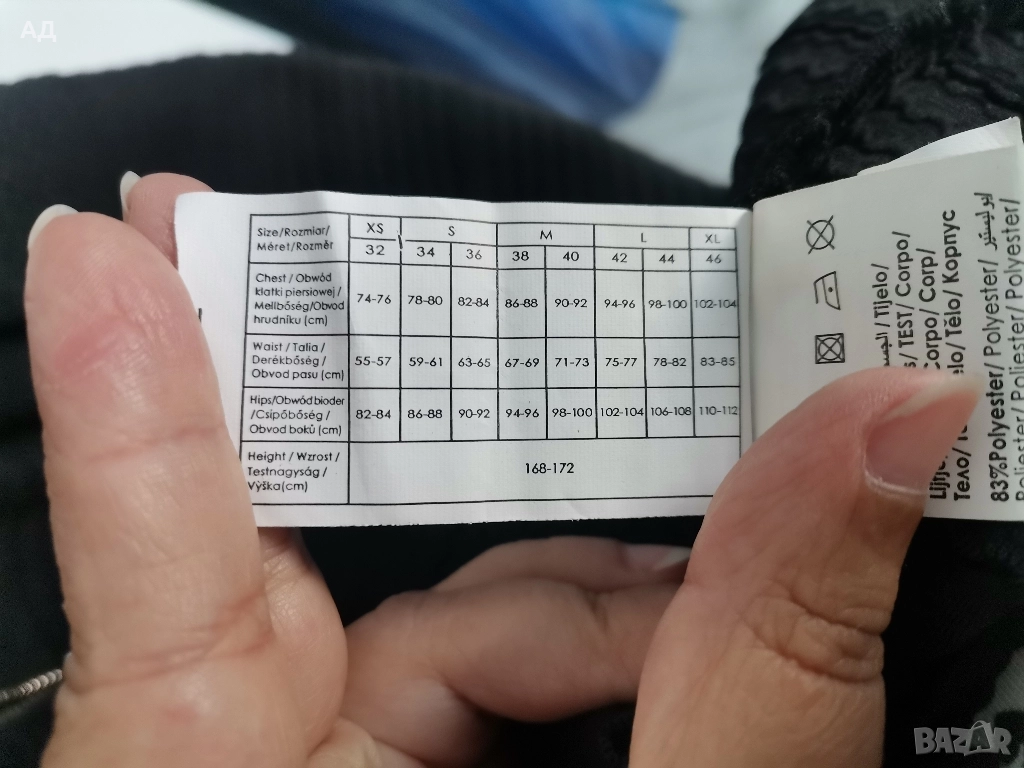 АД
Size/Rozmiar/ XS S M L XL
Méret/Rozměr 32 34 36 38 40 42 44 46
Chest / Obwód
klatki piersiowej /
Mellbőség/Obvod
hrudníku (cm)
74-76 78-80 82-84 86-88 90-92 94-96 98-100 102-104
Waist / Talia /
Derékbőség /
Obvod pasu (cm)
55-57 59-61 63-65 67-69 71-73 75-77 78-82 83-85
Hips/Obwód bioder
/Csípőbőség /
Obvod boků (cm)
82-84 86-88 90-92 94-96 98-100 102-104 106-108 110-112
Height / Wzrost /
Testnagyság /
Výška(cm)
168-172
/Tijelo/
TEST/ Corpo/
Corpo/ Corp/
Тело/ Tělo/ Корпус
83%Polyester/ Polyester/
Poliester/ Polyester/
BAZAR